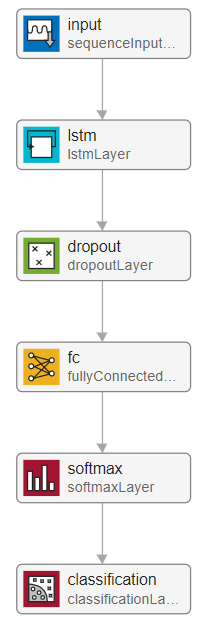 input
sequenceInput...
lstm
lstmLayer
dropout
dropoutLayer
fc
fullyConnected...
softmax
softmaxLayer
classification
classificationLa...